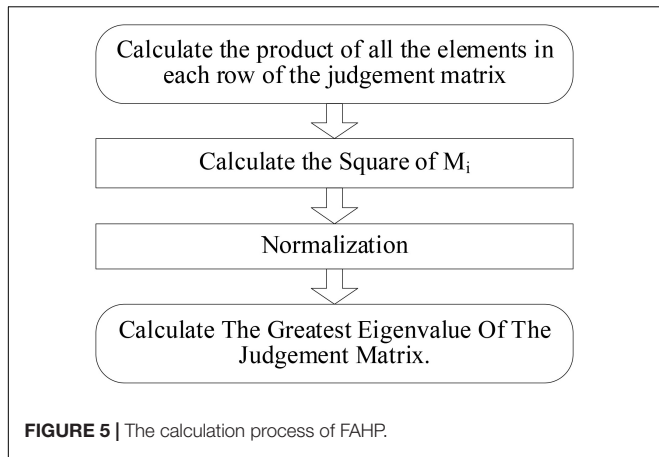 Calculate the product of all the elements in
each row of the judgement matrix
Calculate the Square of Mi
Normalization
Calculate The Greatest Eigenvalue Of The
Judgement Matrix.
FIGURE 5 | The calculation process of FAHP.